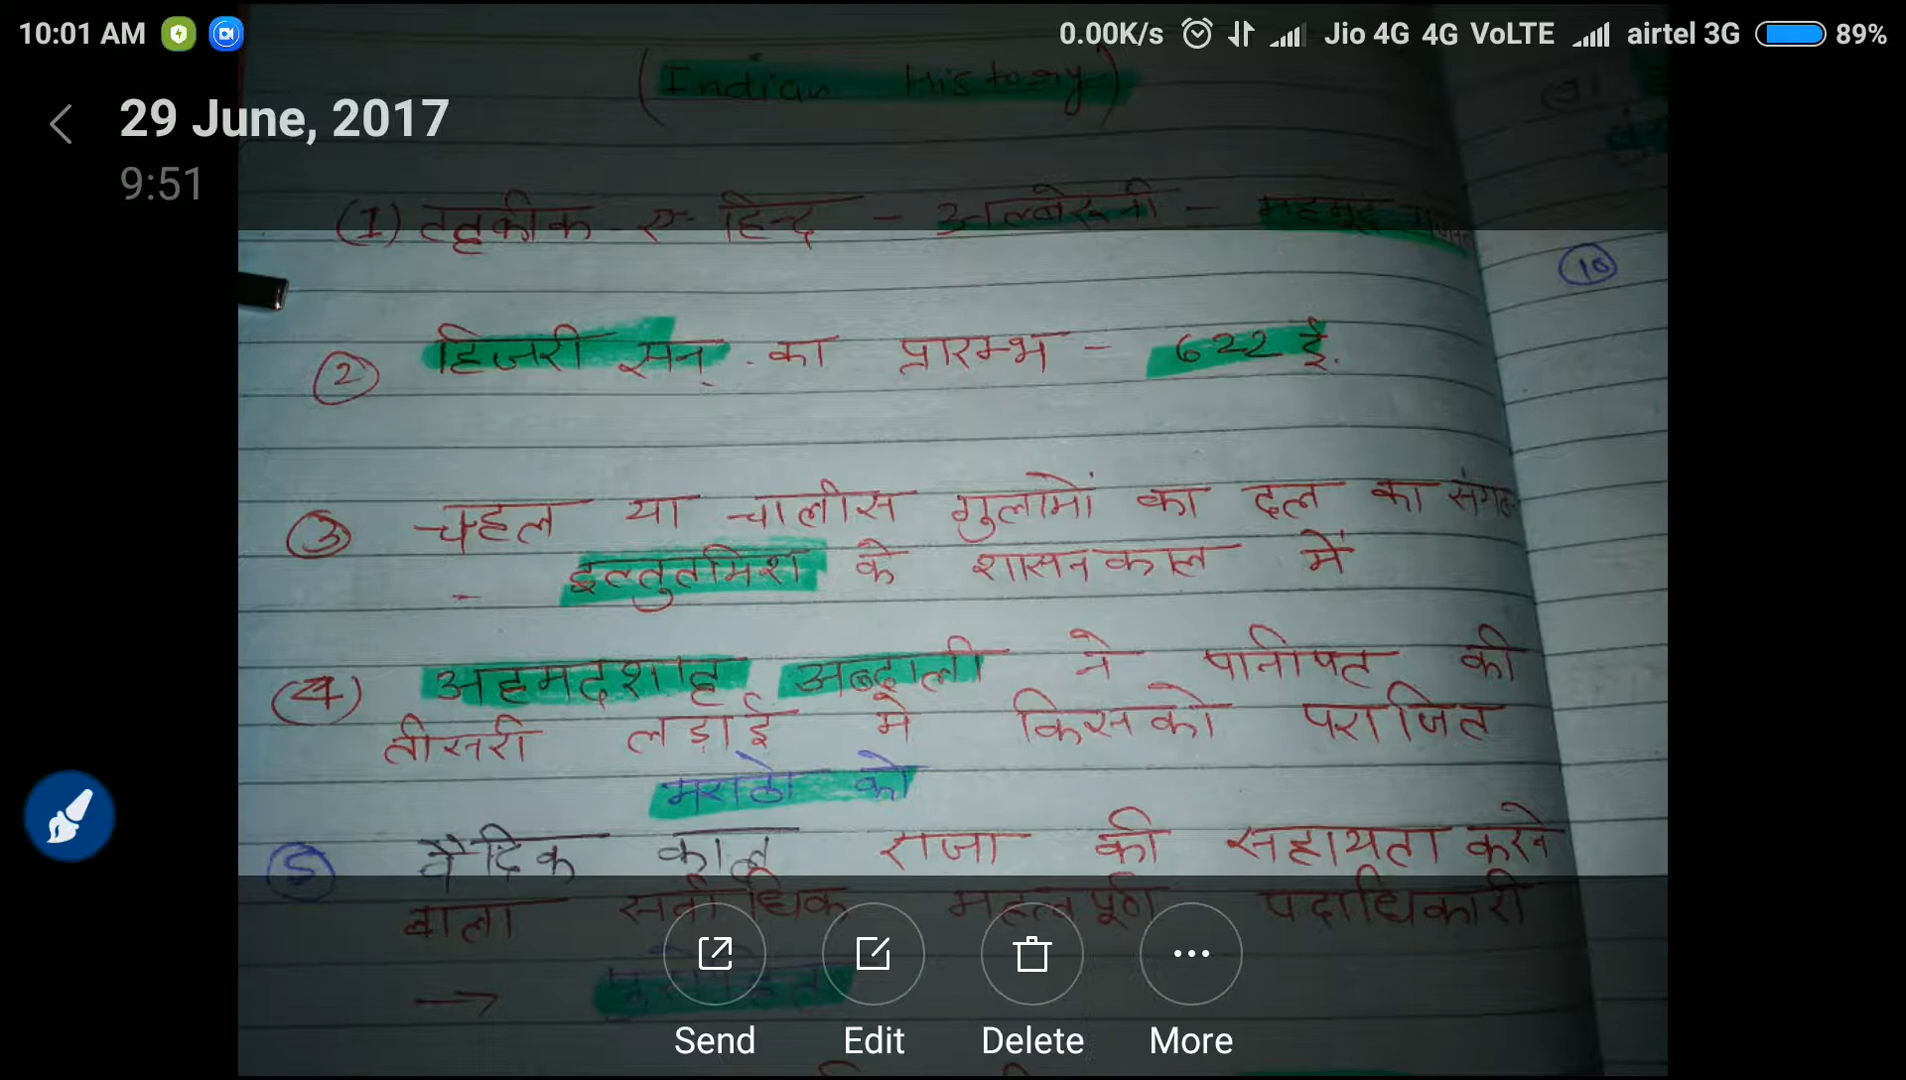 10:01 AM 0.00K/s Jio 4G 4G VoLTE airtel 3G 89%
29 June, 2017
9:51
(Indian History)
(1) तहकीक ए हिन्द - अलबेरूनी - महमूद
(2) हिजरी सन् का प्रारम्भ - 622 ई.
(3) चहल या चालीस गुलामों का दल का संगठन
- इल्तुतमिश के शासनकाल में
(4) अहमदशाह अब्दाली ने पानीपत की
तीसरी लड़ाई में किसको पराजित
मराठो को
(5) वैदिक काल राजा की सहायता करने
वाला सर्वाधिक महत्वपूर्ण पदाधिकारी
→ पुरोहित
(10)
Send Edit Delete More